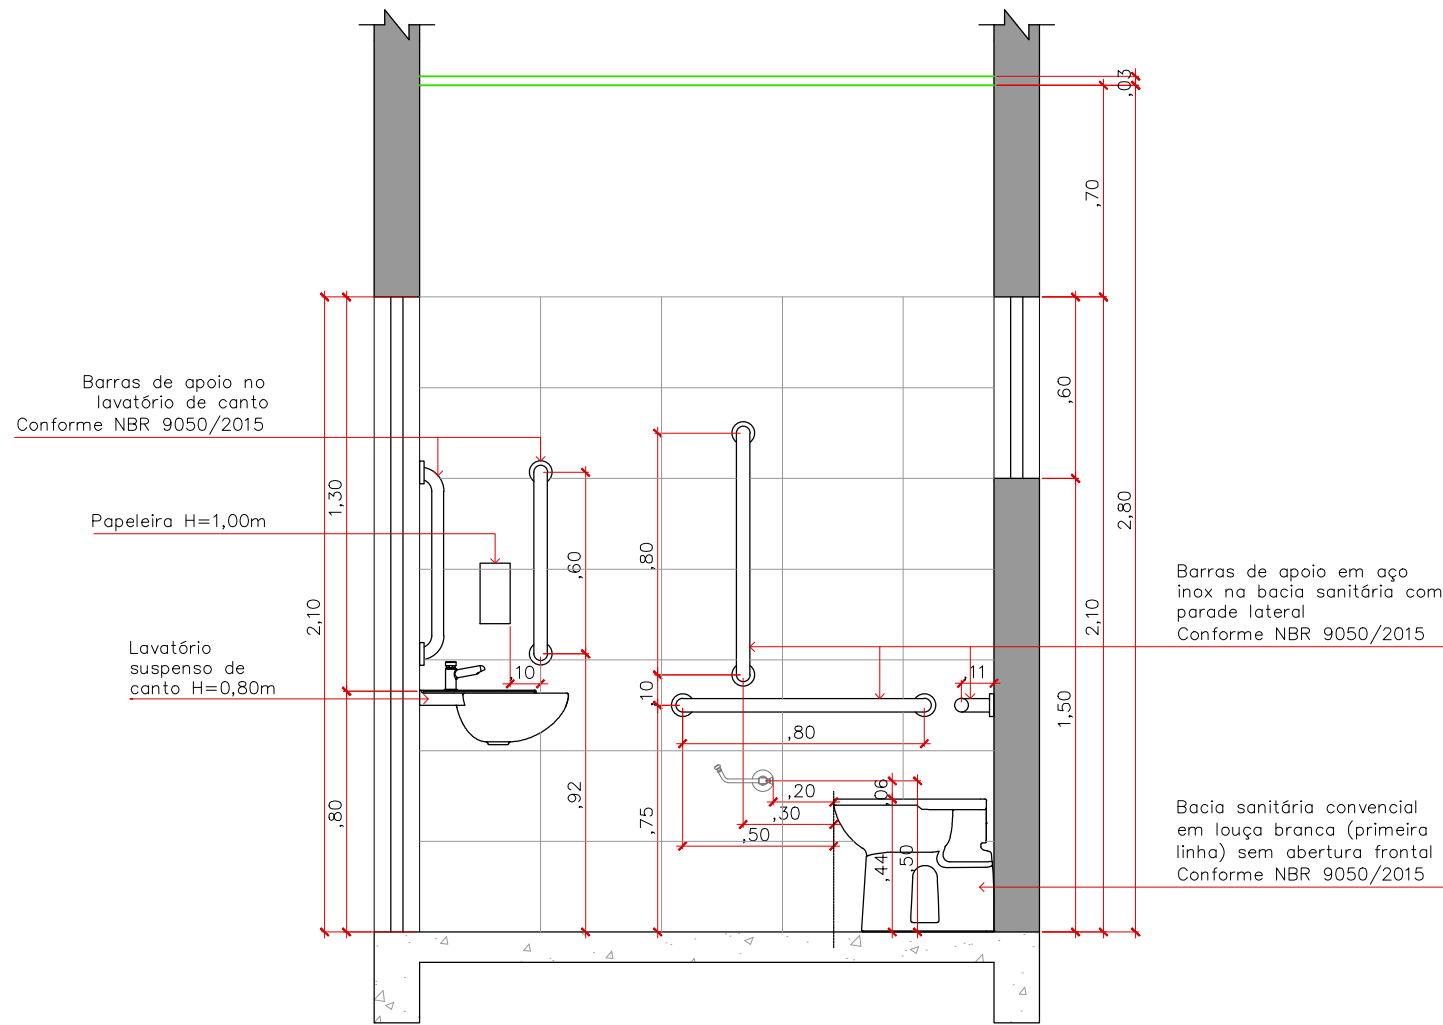 ,03
,70
Barras de apoio no
lavatório de canto
Conforme NBR 9050/2015
,60
1,30
Papeleira H=1,00m
2,80
,60
,80
Barras de apoio em aço
inox na bacia sanitária com
parade lateral
Conforme NBR 9050/2015
2,10
2,10
Lavatório
suspenso de
canto H=0,80m
,10
,11
,10
1,50
,80
,92
,06
,20
,80
,75
,30
,50
,44
,50
Bacia sanitária convencial
em louça branca (primeira
linha) sem abertura frontal
Conforme NBR 9050/2015